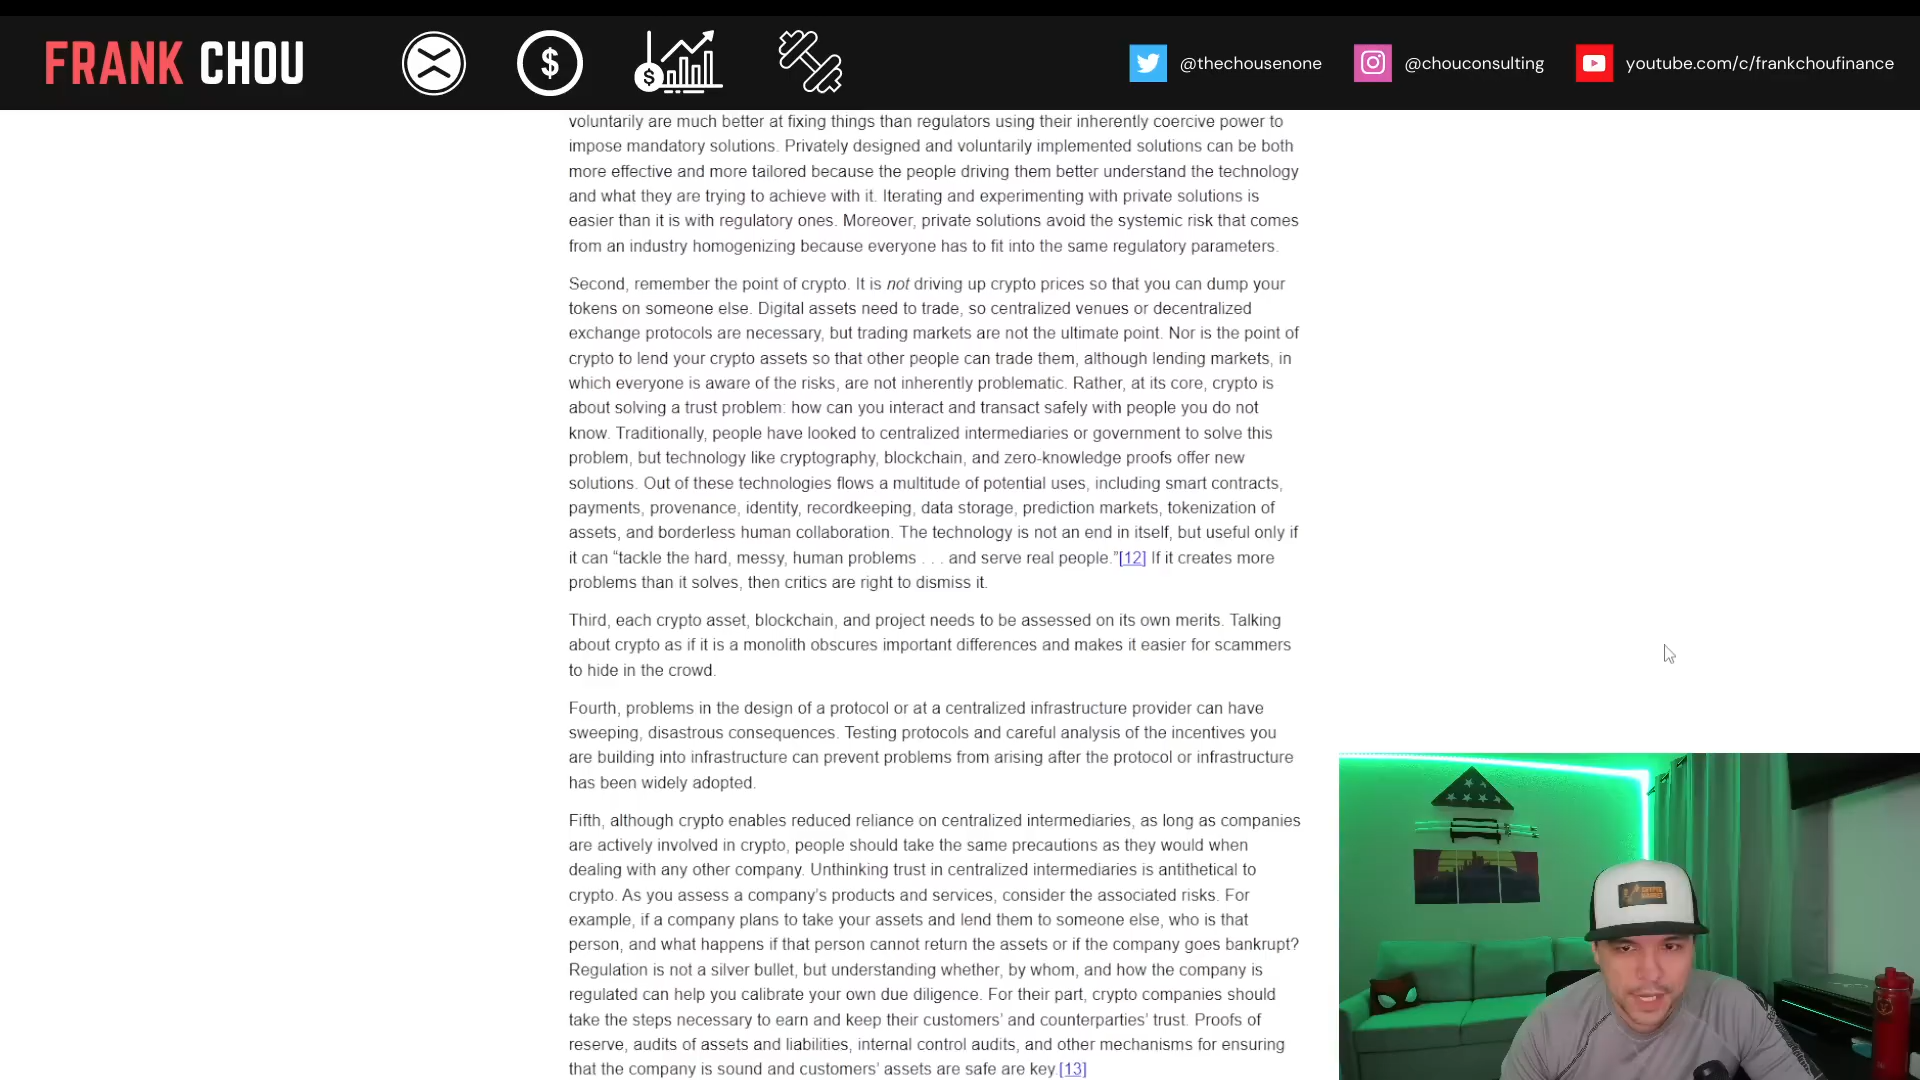 FRANK CHOU
@thechousenone
@chouconsulting
youtube.com/c/frankchoufinance
voluntarily are much better at fixing things than regulators using their inherently coercive power to
impose mandatory solutions. Privately designed and voluntarily implemented solutions can be both
more effective and more tailored because the people driving them better understand the technology
and what they are trying to achieve with it. Iterating and experimenting with private solutions is
easier than it is with regulatory ones. Moreover, private solutions avoid the systemic risk that comes
from an industry homogenizing because everyone has to fit into the same regulatory parameters.
Second, remember the point of crypto. It is not driving up crypto prices so that you can dump your
tokens on someone else. Digital assets need to trade, so centralized venues or decentralized
exchange protocols are necessary, but trading markets are not the ultimate point. Nor is the point of
crypto to lend your crypto assets so that other people can trade them, although lending markets, in
which everyone is aware of the risks, are not inherently problematic. Rather, at its core, crypto is
about solving a trust problem: how can you interact and transact safely with people you do not
know. Traditionally, people have looked to centralized intermediaries or government to solve this
problem, but technology like cryptography, blockchain, and zero-knowledge proofs offer new
solutions. Out of these technologies flows a multitude of potential uses, including smart contracts,
payments, provenance, identity, recordkeeping, data storage, prediction markets, tokenization of
assets, and borderless human collaboration. The technology is not an end in itself, but useful only if
it can “tackle the hard, messy, human problems . . . and serve real people.”[12] If it creates more
problems than it solves, then critics are right to dismiss it.
Third, each crypto asset, blockchain, and project needs to be assessed on its own merits. Talking
about crypto as if it is a monolith obscures important differences and makes it easier for scammers
to hide in the crowd.
Fourth, problems in the design of a protocol or at a centralized infrastructure provider can have
sweeping, disastrous consequences. Testing protocols and careful analysis of the incentives you
are building into infrastructure can prevent problems from arising after the protocol or infrastructure
has been widely adopted.
Fifth, although crypto enables reduced reliance on centralized intermediaries, as long as companies
are actively involved in crypto, people should take the same precautions as they would when
dealing with any other company. Unthinking trust in centralized intermediaries is antithetical to
crypto. As you assess a company’s products and services, consider the associated risks. For
example, if a company plans to take your assets and lend them to someone else, who is that
person, and what happens if that person cannot return the assets or if the company goes bankrupt?
Regulation is not a silver bullet, but understanding whether, by whom, and how the company is
regulated can help you calibrate your own due diligence. For their part, crypto companies should
take the steps necessary to earn and keep their customers’ and counterparties’ trust. Proofs of
reserve, audits of assets and liabilities, internal control audits, and other mechanisms for ensuring
that the company is sound and customers’ assets are safe are key.[13]